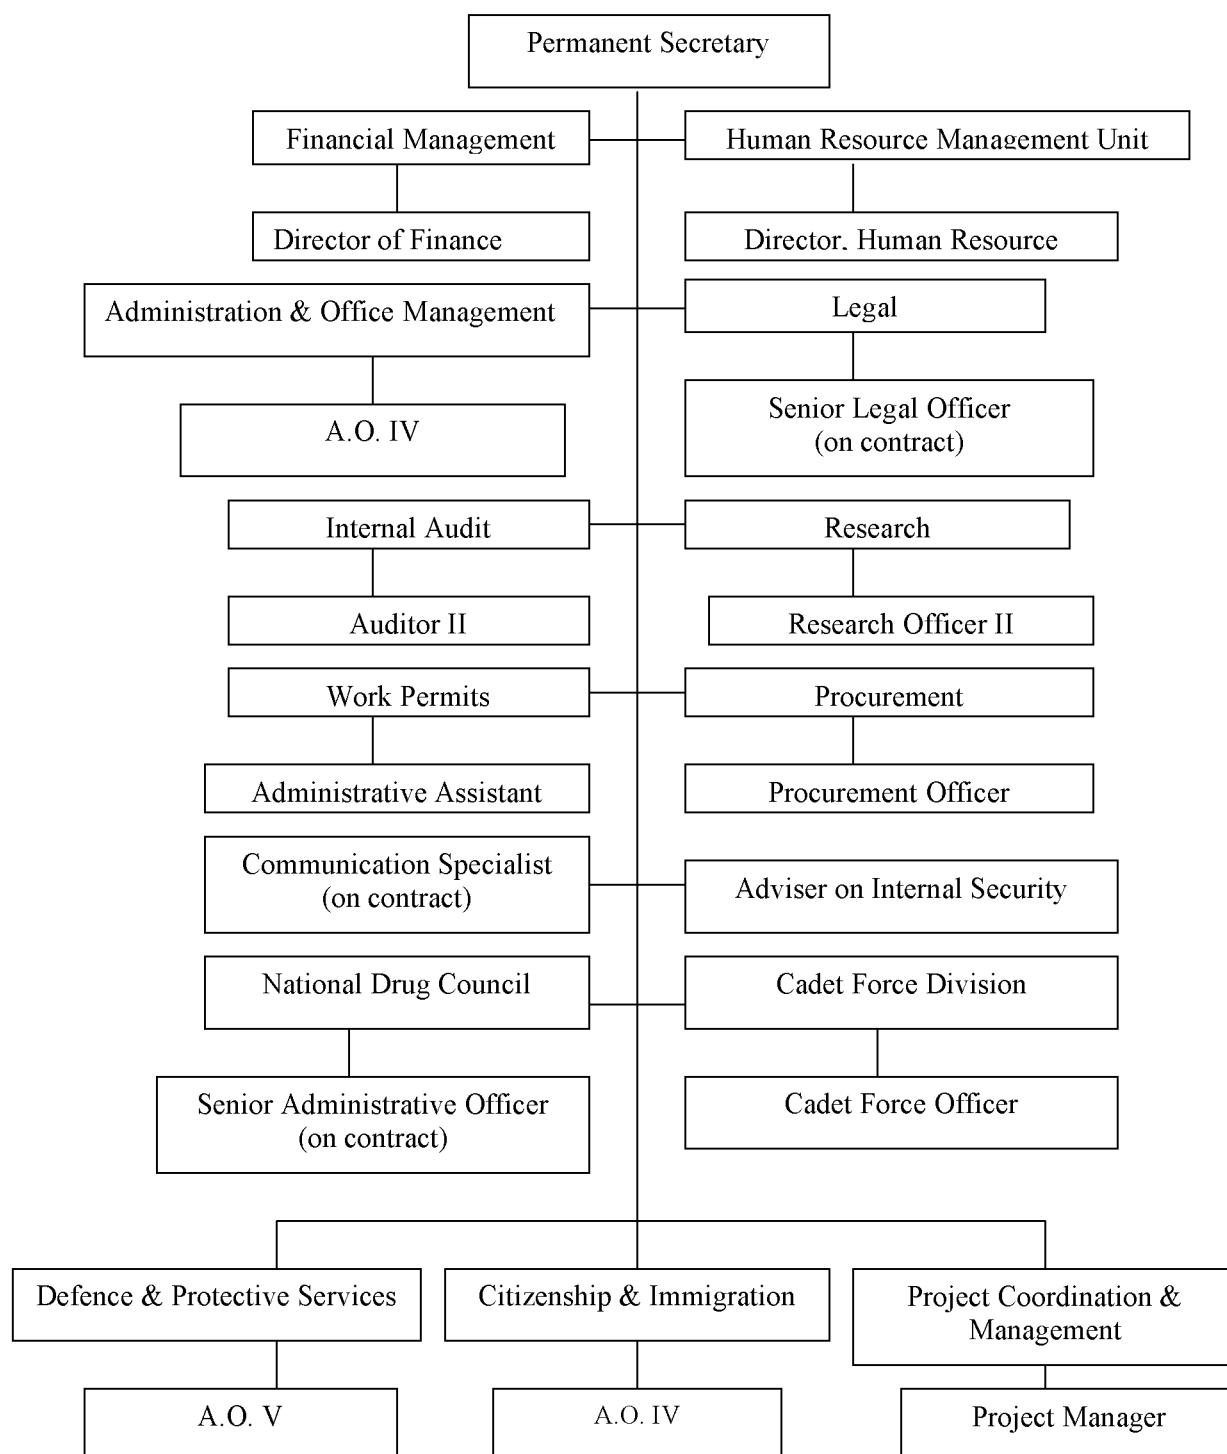 Permanent Secretary
Financial Management
Human Resource Management Unit
Director of Finance
Director, Human Resource
Administration & Office Management
Legal
A.O. IV
Senior Legal Officer
(on contract)
Internal Audit
Research
Auditor II
Research Officer II
Work Permits
Procurement
Administrative Assistant
Procurement Officer
Communication Specialist
(on contract)
Adviser on Internal Security
National Drug Council
Cadet Force Division
Senior Administrative Officer
(on contract)
Cadet Force Officer
Defence & Protective Services
Citizenship & Immigration
Project Coordination &
Management
A.O. V
A.O. IV
Project Manager